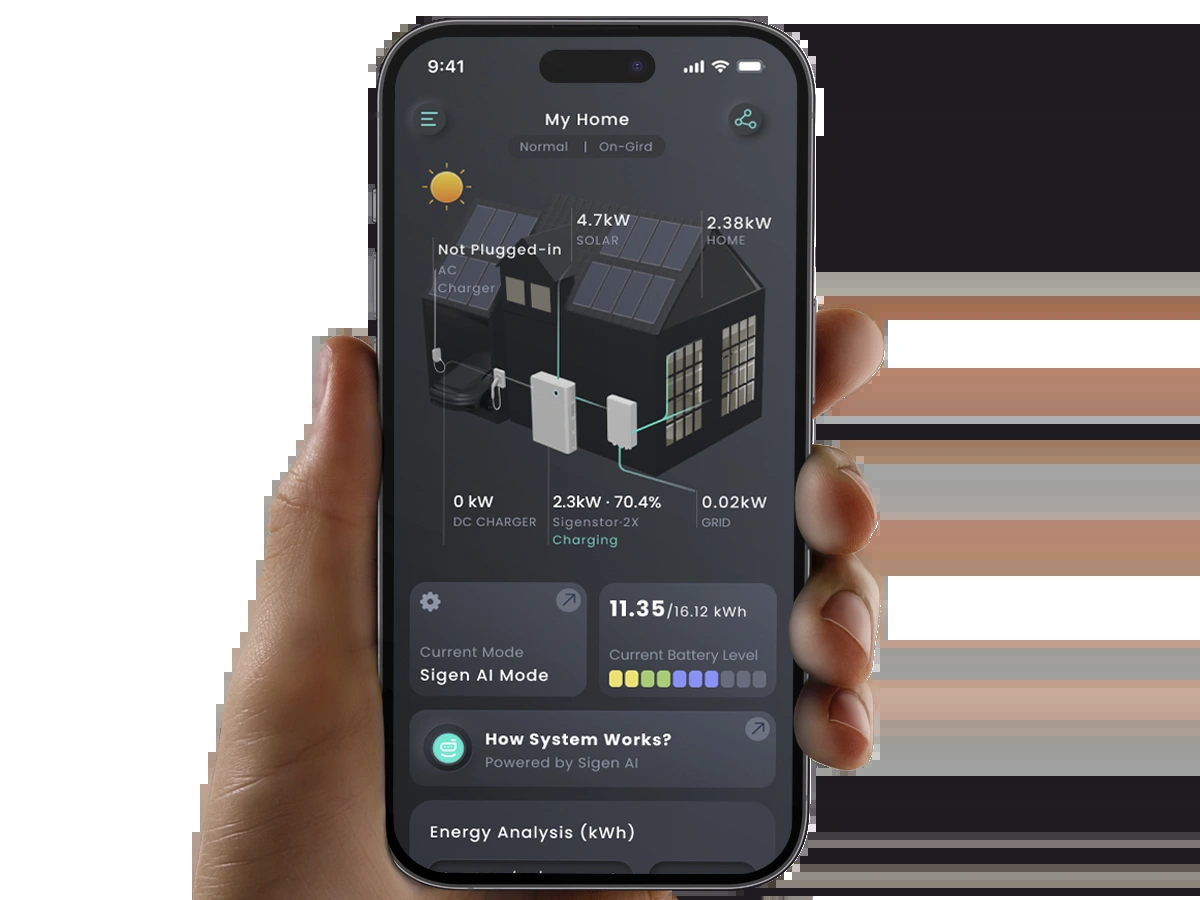 9:41
My Home
Normal | On-Gird
4.7kW
SOLAR
2.38kW
HOME
Not Plugged-in
AC
Charger
0 kW
DC CHARGER
2.3kW · 70.4%
Sigenstor·2X
Charging
0.02kW
GRID
Current Mode
Sigen AI Mode
11.35/16.12 kWh
Current Battery Level
How System Works?
Powered by Sigen AI
Energy Analysis (kWh)